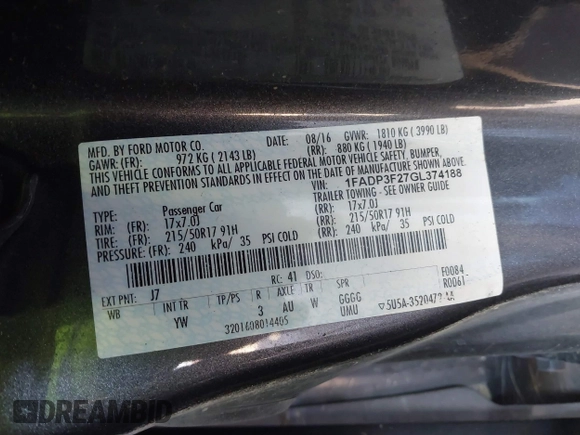 MFD. BY FORD MOTOR CO.
DATE: 08/16 GVWR: 1810 KG ( 3990 LB)
GAWR: (FR): 972 KG ( 2143 LB) (RR): 880 KG ( 1940 LB)
THIS VEHICLE CONFORMS TO ALL APPLICABLE FEDERAL MOTOR VEHICLE SAFETY, BUMPER,
AND THEFT PREVENTION STANDARDS IN EFFECT ON THE DATE OF MANUFACTURE SHOWN ABOVE.
VIN: 1FADP3F27GL374188
TYPE: Passenger Car TRAILER TOWING - SEE OWNER GUIDE
RIM: (FR): 17x7.0J (RR): 17x7.0J
TIRE: (FR): 215/50R17 91H (RR): 215/50R17 91H
PRESSURE: (FR): 240 kPa/ 35 PSI COLD (RR): 240 kPa/ 35 PSI COLD
EXT PNT: J7 RC: 41 DSO: F0084
WB INT TR TP/PS R AXLE TR SPR R0061
YW 3 AU W GGGG
UMU
3201608014405 ▽5U5A-3520472-AA
DREAMBID